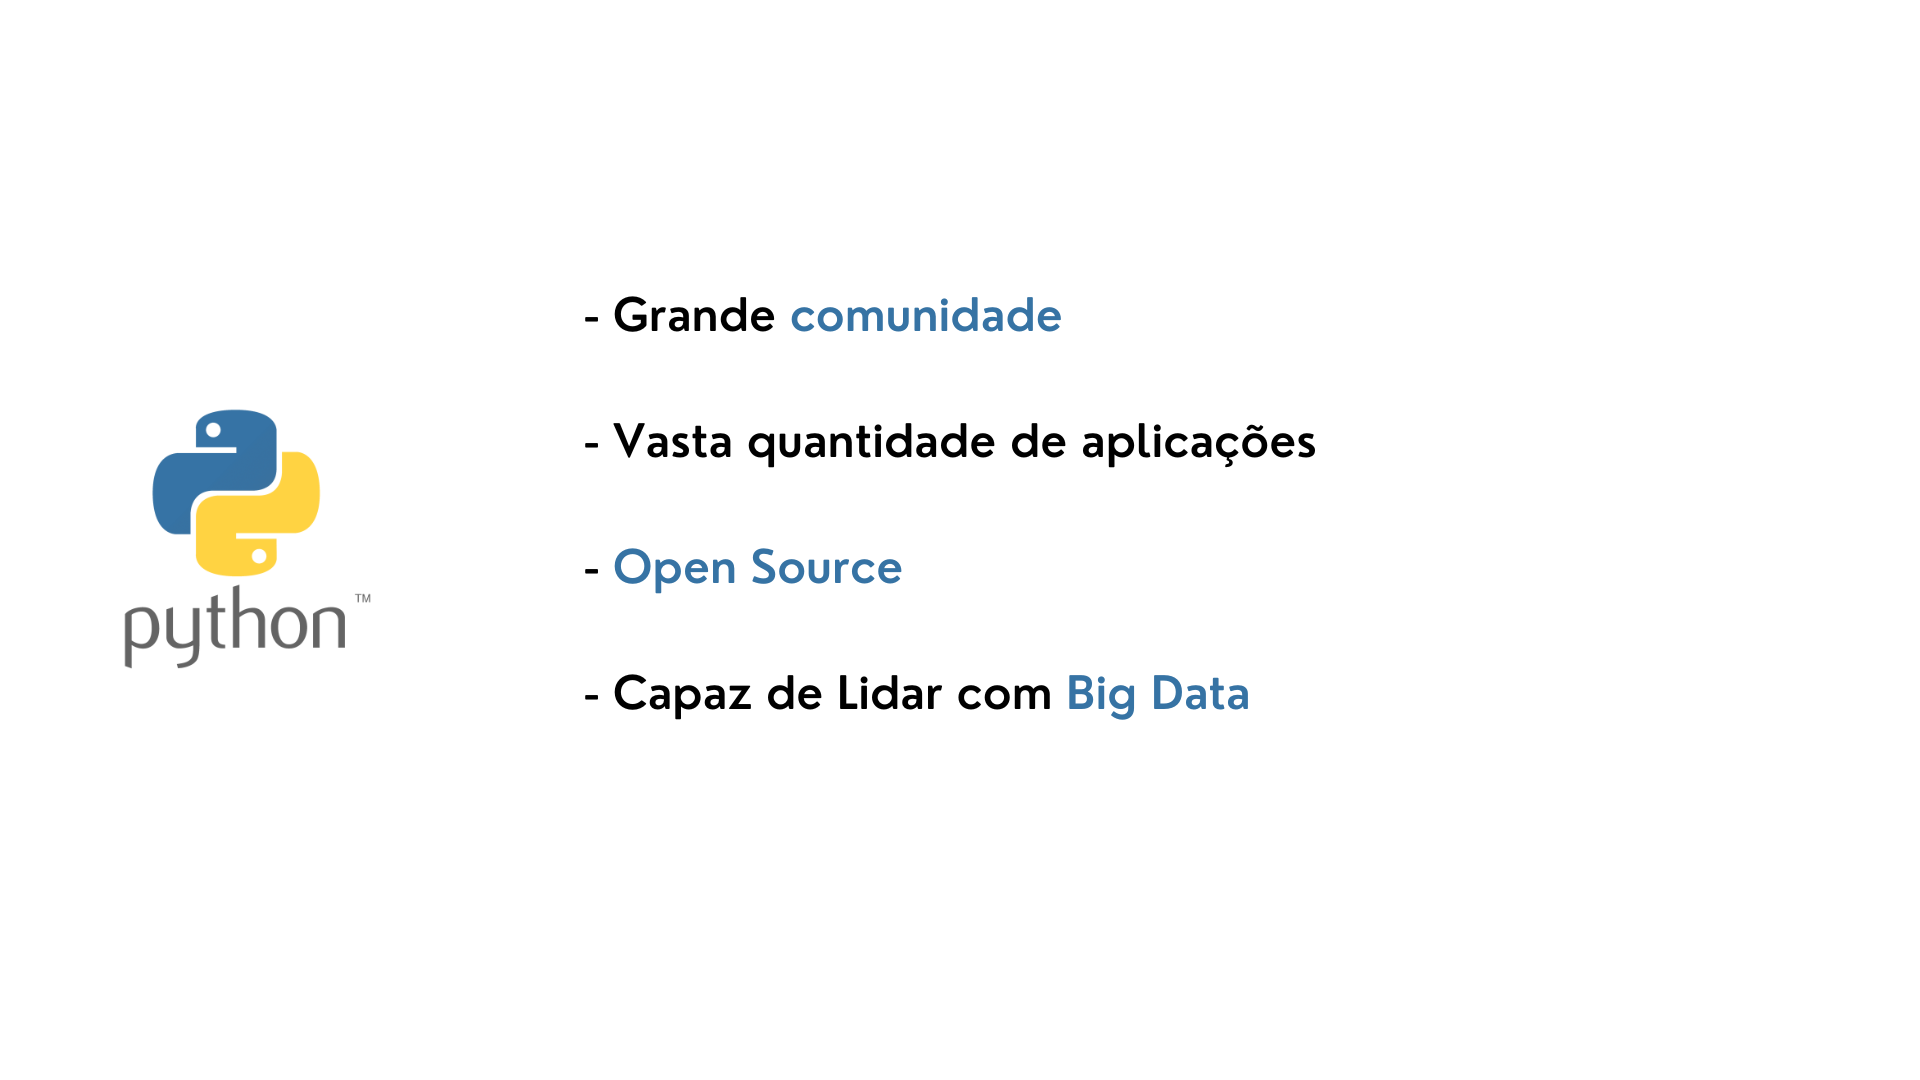 - Grande comunidade
- Vasta quantidade de aplicações
- Open Source
- Capaz de Lidar com Big Data
python™